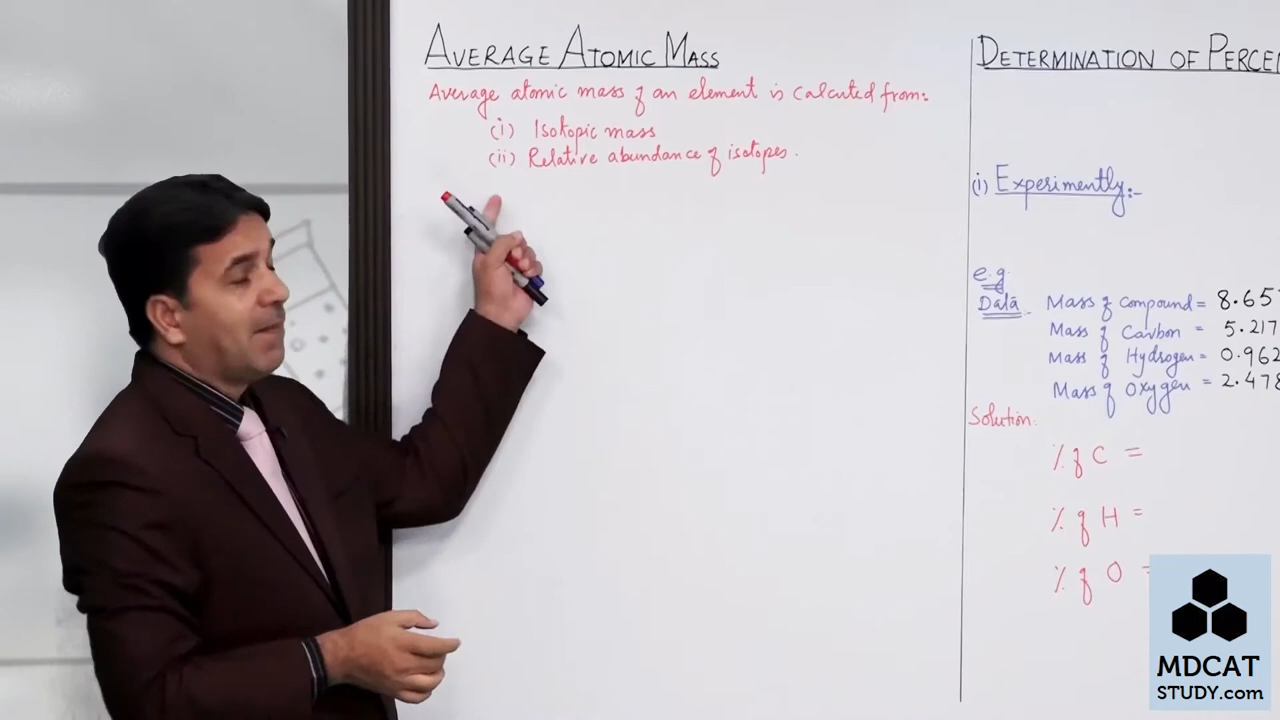 AVERAGE ATOMIC MASS
Average atomic mass of an element is calcuted from:
(i) Isotopic mass
(ii) Relative abundance of isotopes.
DETERMINATION OF PERCEN
(i) Experimently:-
e.g.
Data Mass of compound = 8.657
Mass of Carbon = 5.217
Mass of Hydrogen = 0.962
Mass of Oxygen = 2.478
Solution:
% of C =
% of H =
% of O =
MDCAT
STUDY.com